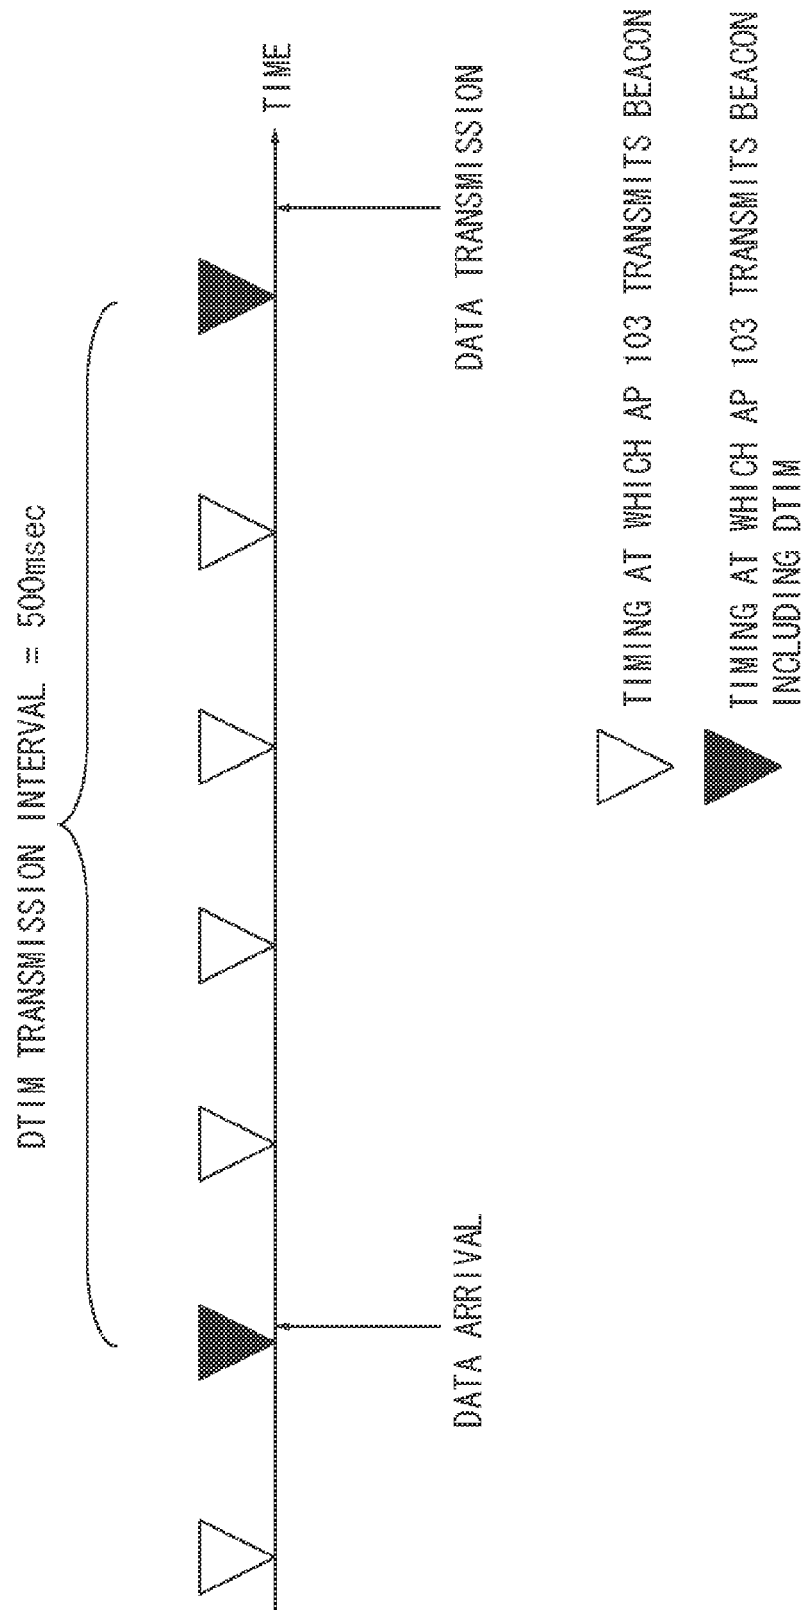 DTIM TRANSMISSION INTERVAL = 500msec
TIME
DATA ARRIVAL
DATA TRANSMISSION
TIMING AT WHICH AP 103 TRANSMITS BEACON
TIMING AT WHICH AP 103 TRANSMITS BEACON
INCLUDING DTIM